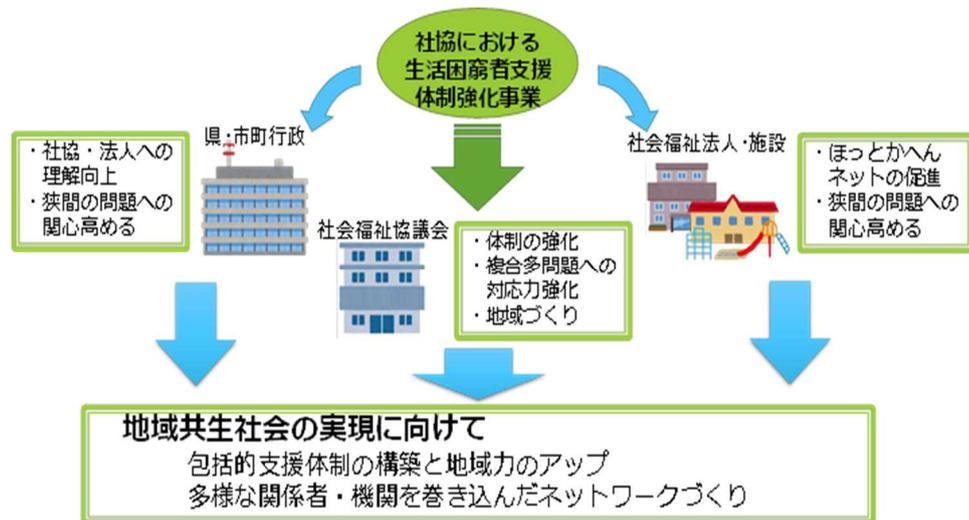 社協における
生活困窮者支援
体制強化事業
県・市町行政
・社協・法人への
理解向上
・狭間の問題への
関心高める
社会福祉協議会
・体制の強化
・複合多問題への
対応力強化
・地域づくり
社会福祉法人・施設
・ほっとかへん
ネットの促進
・狭間の問題への
関心高める
地域共生社会の実現に向けて
包括的支援体制の構築と地域力のアップ
多様な関係者・機関を巻き込んだネットワークづくり